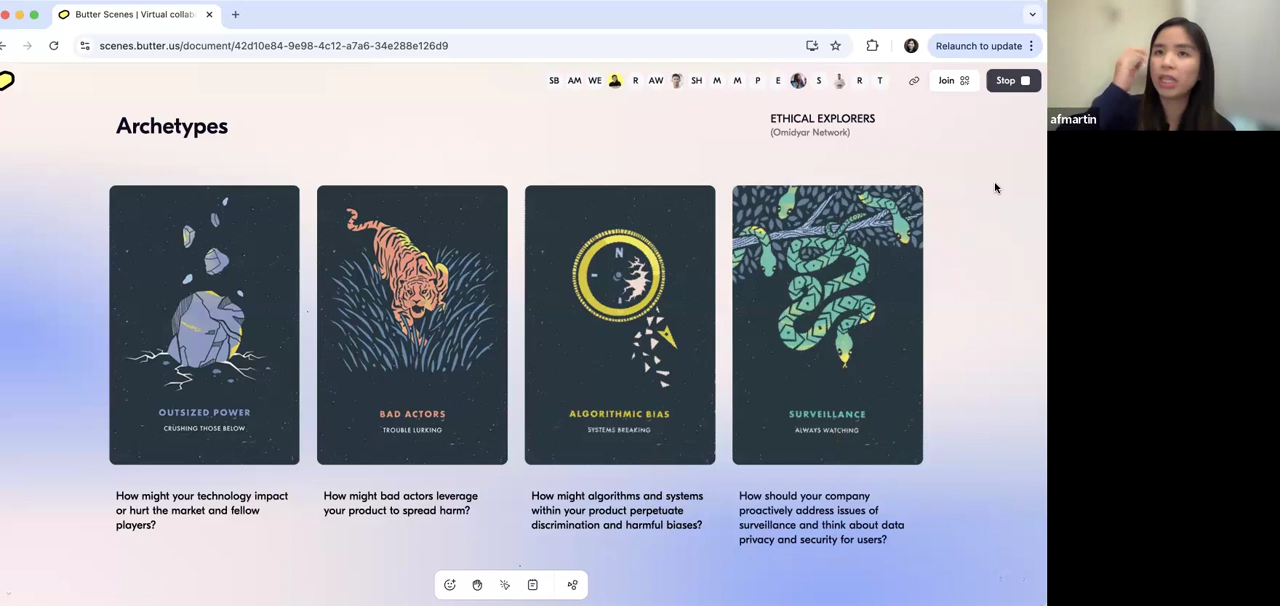 Butter Scenes | Virtual collab
scenes.butter.us/document/42d10e84-9e98-4c12-a7a6-34e288e126d9
Relaunch to update
SB AM WE R AW SH M M P E S R T
Join
Stop
afmartin
Archetypes
ETHICAL EXPLORERS
(Omidyar Network)
N
OUTSIZED POWER
CRUSHING THOSE BELOW
BAD ACTORS
TROUBLE LURKING
ALGORITHMIC BIAS
SYSTEMS BREAKING
SURVEILLANCE
ALWAYS WATCHING
How might your technology impact
or hurt the market and fellow
players?
How might bad actors leverage
your product to spread harm?
How might algorithms and systems
within your product perpetuate
discrimination and harmful biases?
How should your company
proactively address issues of
surveillance and think about data
privacy and security for users?